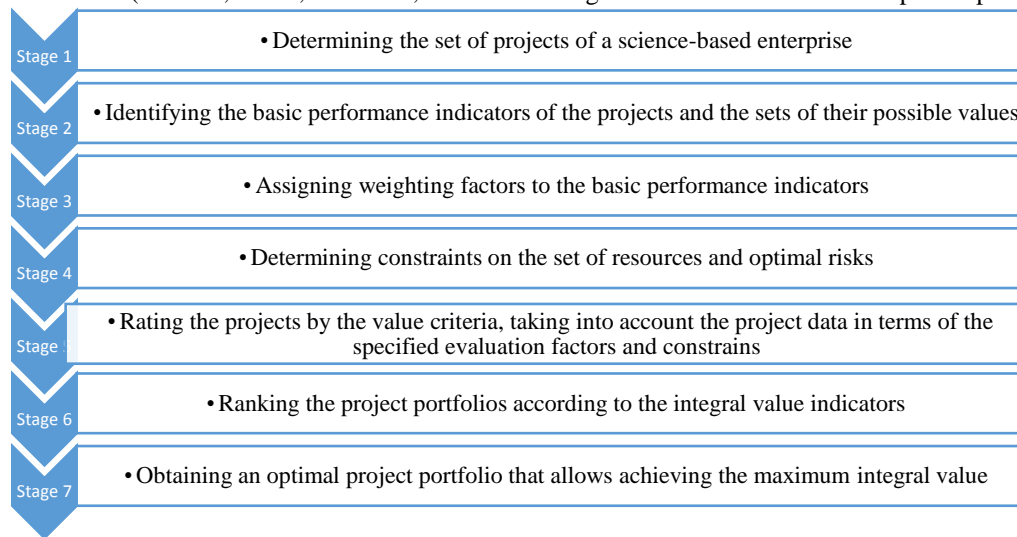 Stage 1
• Determining the set of projects of a science-based enterprise
Stage 2
• Identifying the basic performance indicators of the projects and the sets of their possible values
Stage 3
• Assigning weighting factors to the basic performance indicators
Stage 4
• Determining constraints on the set of resources and optimal risks
Stage 5
• Rating the projects by the value criteria, taking into account the project data in terms of the
specified evaluation factors and constrains
Stage 6
• Ranking the project portfolios according to the integral value indicators
Stage 7
• Obtaining an optimal project portfolio that allows achieving the maximum integral value